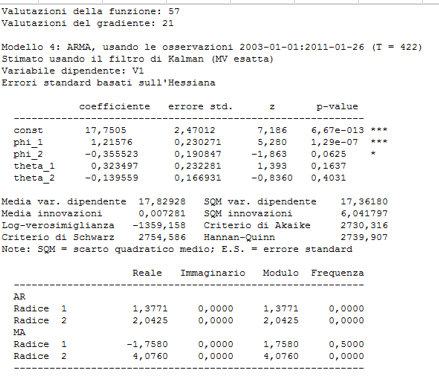 Valutazioni della funzione: 57
Valutazioni del gradiente: 21
Modello 4: ARMA, usando le osservazioni 2003-01-01:2011-01-26 (T = 422)
Stimato usando il filtro di Kalman (MV esatta)
Variabile dipendente: V1
Errori standard basati sull'Hessiana
coefficiente errore std. z p-value
const 17,7505 2,47012 7,186 6,67e-013 ***
phi_1 1,21576 0,230271 5,280 1,29e-07 ***
phi_2 -0,355523 0,190847 -1,863 0,0625 *
theta_1 0,323497 0,232281 1,393 0,1637
theta_2 -0,139559 0,166931 -0,8360 0,4031
Media var. dipendente 17,82928 SQM var. dipendente 17,36180
Media innovazioni 0,007281 SQM innovazioni 6,041797
Log-verosimiglianza -1359,158 Criterio di Akaike 2730,316
Criterio di Schwarz 2754,586 Hannan-Quinn 2739,907
Note: SQM = scarto quadratico medio; E.S. = errore standard
Reale Immaginario Modulo Frequenza
AR
Radice 1 1,3771 0,0000 1,3771 0,0000
Radice 2 2,0425 0,0000 2,0425 0,0000
MA
Radice 1 -1,7580 0,0000 1,7580 0,5000
Radice 2 4,0760 0,0000 4,0760 0,0000